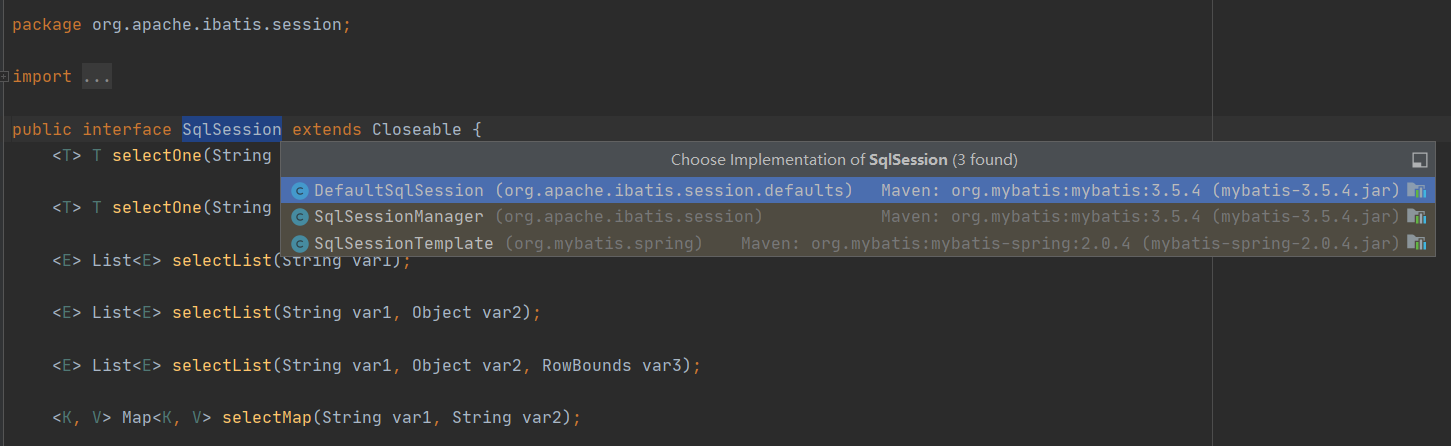 package org.apache.ibatis.session;
import ...
public interface SqlSession extends Closeable {
<T> T selectOne(String
Choose Implementation of SqlSession (3 found)
DefaultSqlSession (org.apache.ibatis.session.defaults) Maven: org.mybatis:mybatis:3.5.4 (mybatis-3.5.4.jar)
<T> T selectOne(String
SqlSessionManager (org.apache.ibatis.session) Maven: org.mybatis:mybatis:3.5.4 (mybatis-3.5.4.jar)
SqlSessionTemplate (org.mybatis.spring) Maven: org.mybatis:mybatis-spring:2.0.4 (mybatis-spring-2.0.4.jar)
<E> List<E> selectList(String var1);
<E> List<E> selectList(String var1, Object var2);
<E> List<E> selectList(String var1, Object var2, RowBounds var3);
<K, V> Map<K, V> selectMap(String var1, String var2);